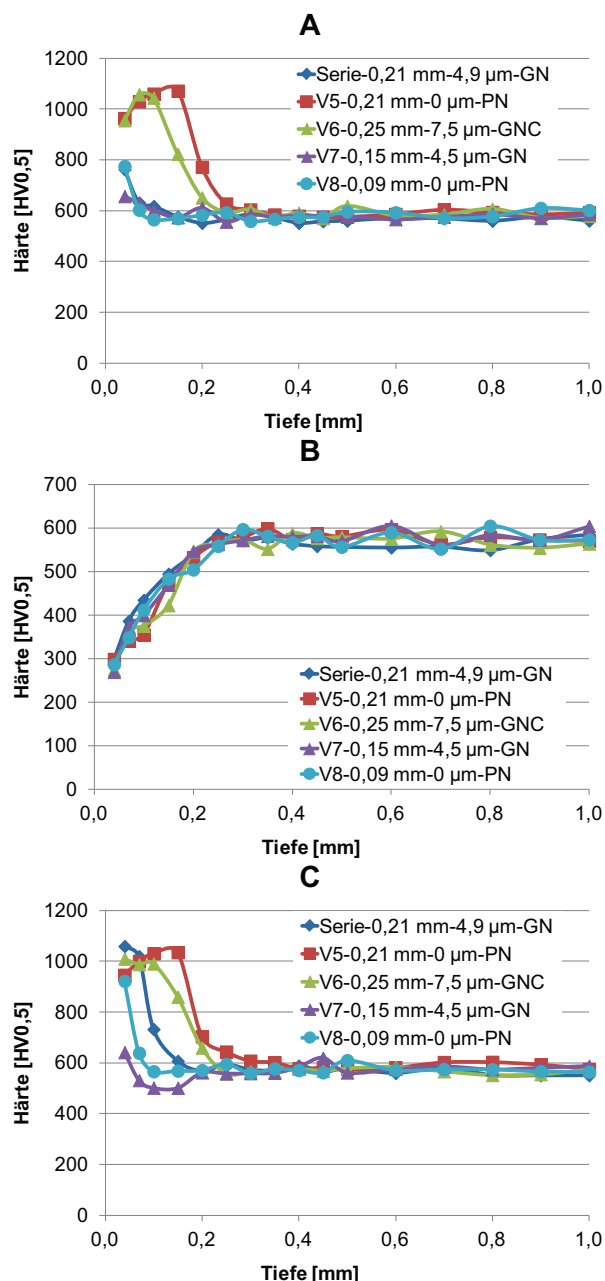 A
1200
1000
800
600
400
200
0
Härte [HV0,5]
Serie-0,21 mm-4,9 µm-GN
V5-0,21 mm-0 µm-PN
V6-0,25 mm-7,5 µm-GNC
V7-0,15 mm-4,5 µm-GN
V8-0,09 mm-0 µm-PN
0,0 0,2 0,4 0,6 0,8 1,0
Tiefe [mm]
B
700
600
500
400
300
200
100
0
Härte [HV0,5]
Serie-0,21 mm-4,9 µm-GN
V5-0,21 mm-0 µm-PN
V6-0,25 mm-7,5 µm-GNC
V7-0,15 mm-4,5 µm-GN
V8-0,09 mm-0 µm-PN
0,0 0,2 0,4 0,6 0,8 1,0
Tiefe [mm]
C
1200
1000
800
600
400
200
0
Härte [HV0,5]
Serie-0,21 mm-4,9 µm-GN
V5-0,21 mm-0 µm-PN
V6-0,25 mm-7,5 µm-GNC
V7-0,15 mm-4,5 µm-GN
V8-0,09 mm-0 µm-PN
0,0 0,2 0,4 0,6 0,8 1,0
Tiefe [mm]